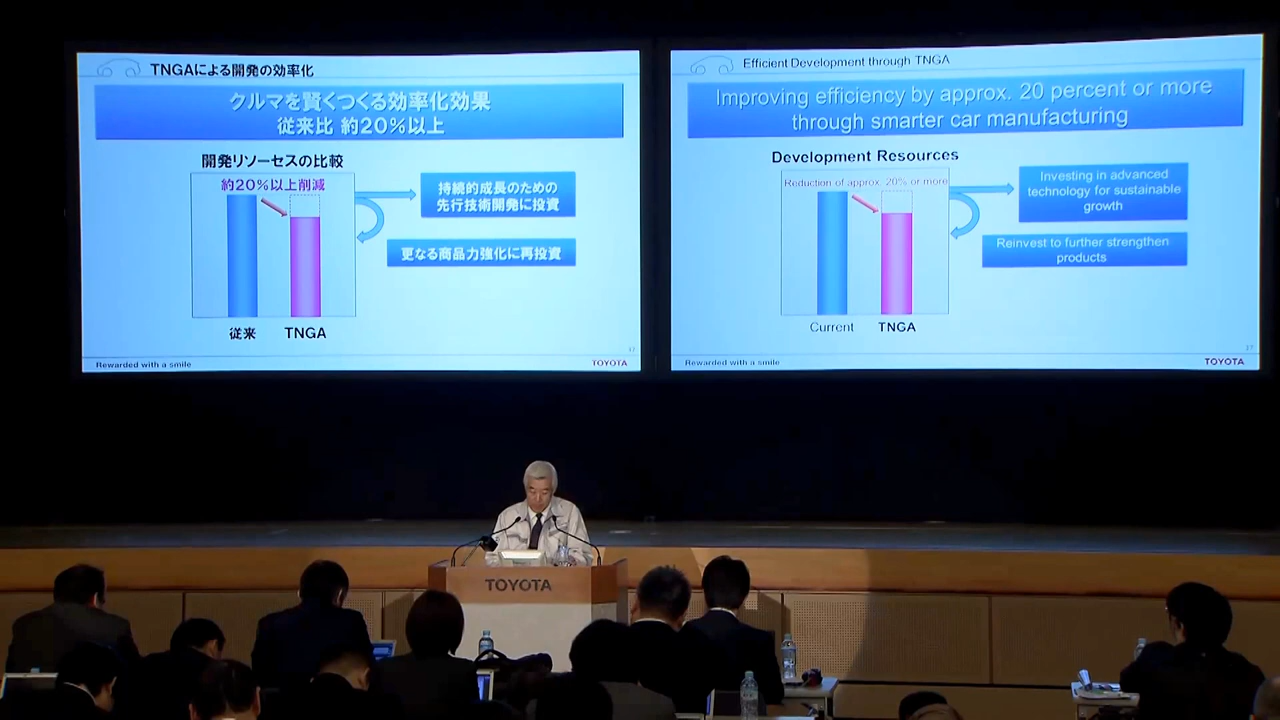 TNGAによる開発の効率化
クルマを賢くつくる効率化効果
従来比 約20%以上
開発リソーセスの比較
約20%以上削減
持続的成長のための
先行技術開発に投資
更なる商品力強化に再投資
従来
TNGA
Rewarded with a smile
TOYOTA
Efficient Development through TNGA
Improving efficiency by approx. 20 percent or more
through smarter car manufacturing
Development Resources
Reduction of approx. 20% or more
Investing in advanced
technology for sustainable
growth
Reinvest to further strengthen
products
Current
TNGA
37
Rewarded with a smile
TOYOTA
TOYOTA